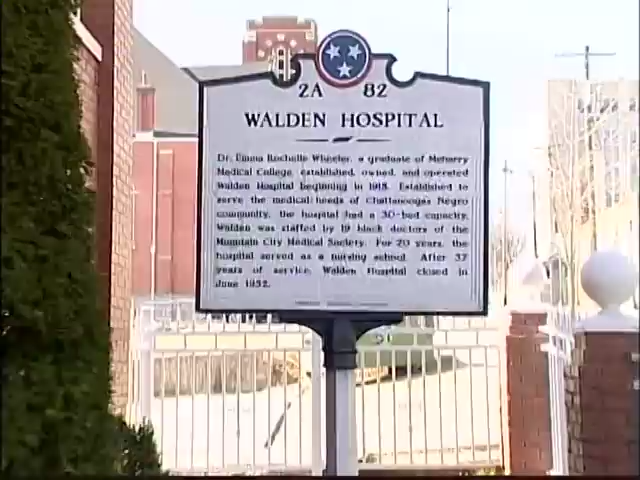 2A 82
WALDEN HOSPITAL
Dr. Emma Rochelle Wheeler, a graduate of Meharry
Medical College, established, owned, and operated
Walden Hospital beginning in 1915. Established to
serve the medical needs of Chattanooga's Negro
community, the hospital had a 30-bed capacity.
Walden was staffed by 19 black doctors of the
Mountain City Medical Society. For 20 years, the
hospital served as a nursing school. After 37
years of service, Walden Hospital closed in
June 1952.